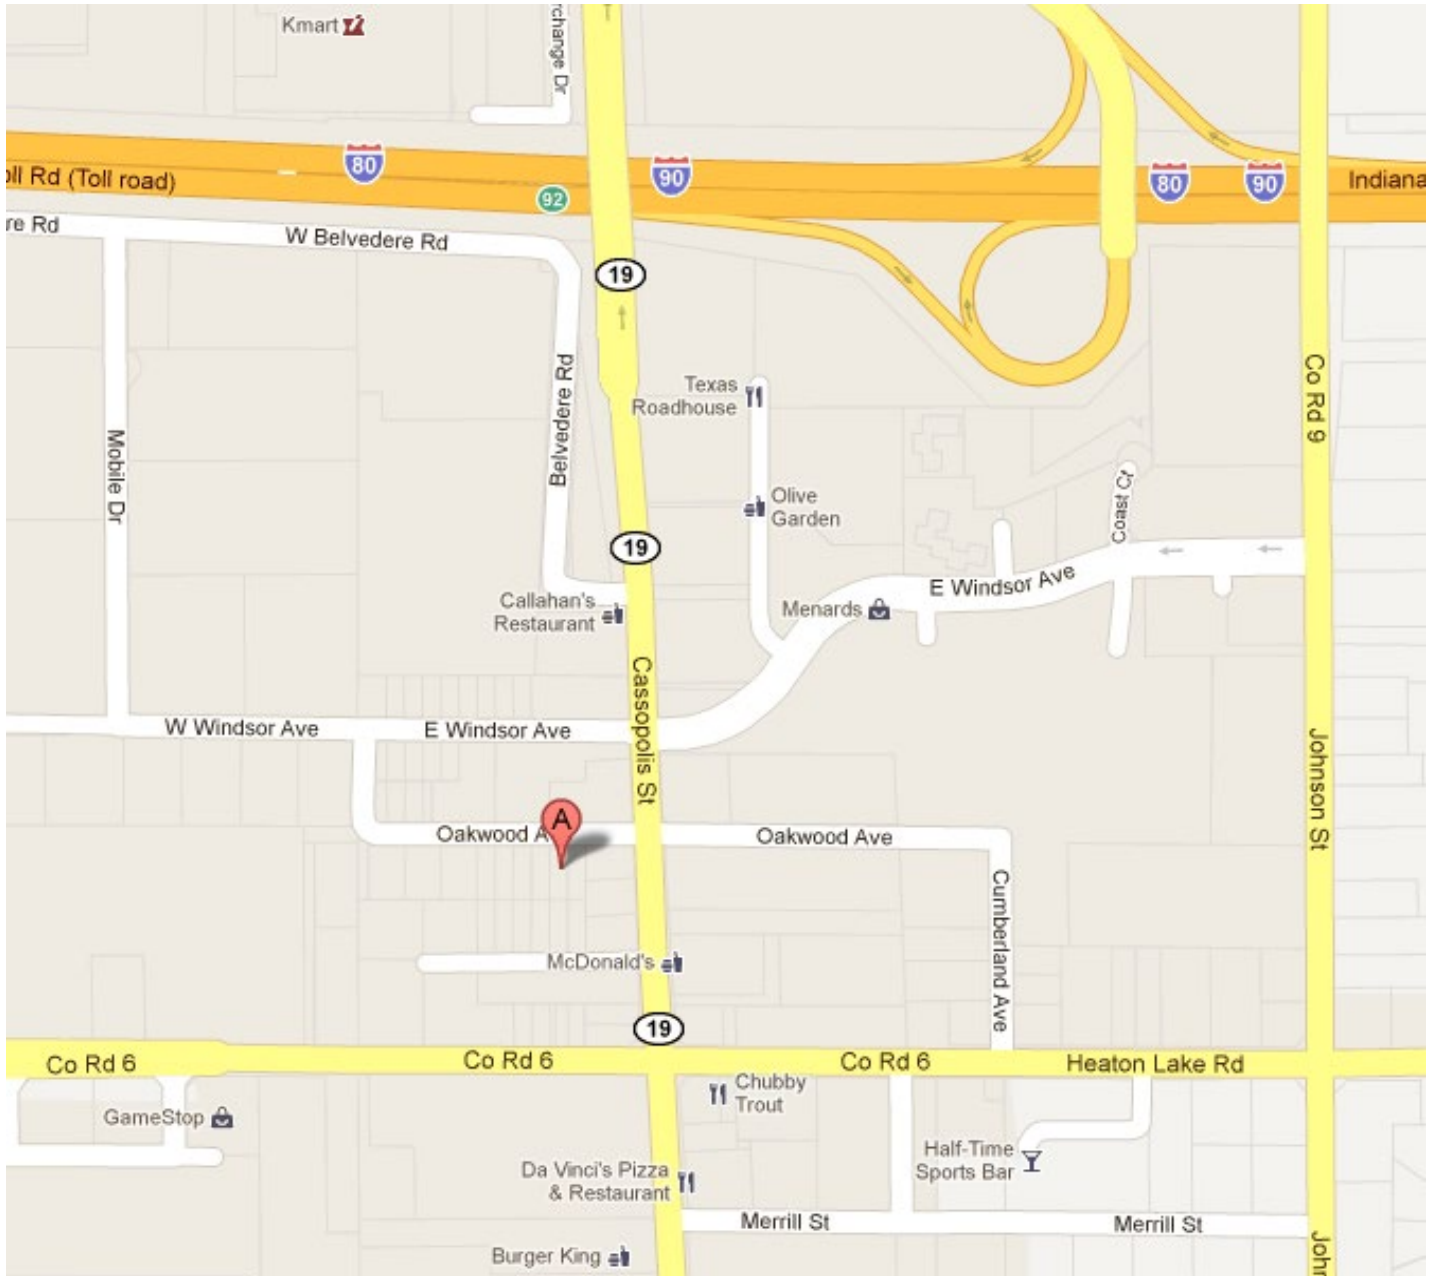 Kmart
rchange Dr
80
90
80
90
oll Rd (Toll road)
Indiana
92
re Rd
W Belvedere Rd
19
Belvedere Rd
Texas
Roadhouse
Co Rd 9
Mobile Dr
Olive
Garden
Coast Ct
19
E Windsor Ave
Callahan's
Restaurant
Menards
Cassopolis St
W Windsor Ave
E Windsor Ave
Johnson St
A
Oakwood A
Oakwood Ave
Cumberland Ave
McDonald's
19
Co Rd 6
Co Rd 6
Co Rd 6
Heaton Lake Rd
Chubby
Trout
GameStop
Half-Time
Sports Bar
Da Vinci's Pizza
& Restaurant
Merrill St
Merrill St
Burger King
John